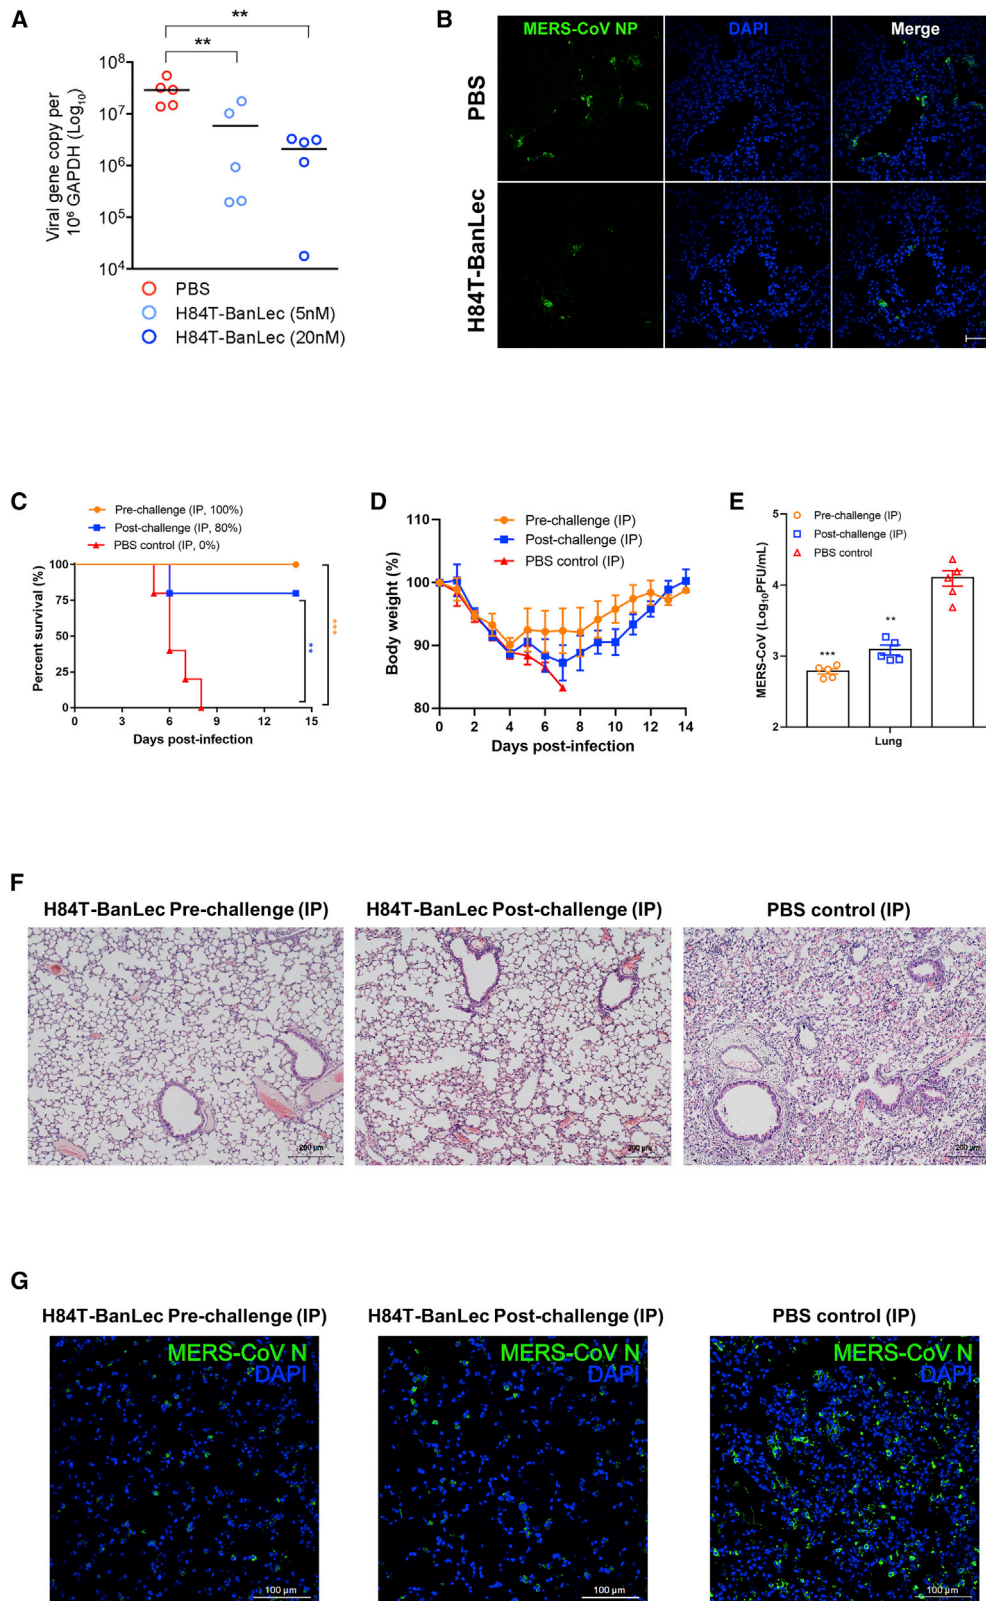 A
**
**
Viral gene copy per
10⁶ GAPDH (Log₁₀)
10⁸
10⁷
10⁶
10⁵
10⁴
PBS
H84T-BanLec (5nM)
H84T-BanLec (20nM)
B
MERS-CoV NP
DAPI
Merge
PBS
H84T-BanLec
C
Pre-challenge (IP, 100%)
Post-challenge (IP, 80%)
PBS control (IP, 0%)
Percent survival (%)
100
75
50
25
0
0 3 6 9 12 15
Days post-infection
**
***
D
Pre-challenge (IP)
Post-challenge (IP)
PBS control (IP)
Body weight (%)
110
100
90
80
0 2 4 6 8 10 12 14
Days post-infection
E
Pre-challenge (IP)
Post-challenge (IP)
PBS control
MERS-CoV (Log₁₀PFU/mL)
5
4
3
2
***
**
Lung
F
H84T-BanLec Pre-challenge (IP)
H84T-BanLec Post-challenge (IP)
PBS control (IP)
200 µm
200 µm
200 µm
G
H84T-BanLec Pre-challenge (IP)
H84T-BanLec Post-challenge (IP)
PBS control (IP)
MERS-CoV N
DAPI
MERS-CoV N
DAPI
MERS-CoV N
DAPI
100 µm
100 µm
100 µm